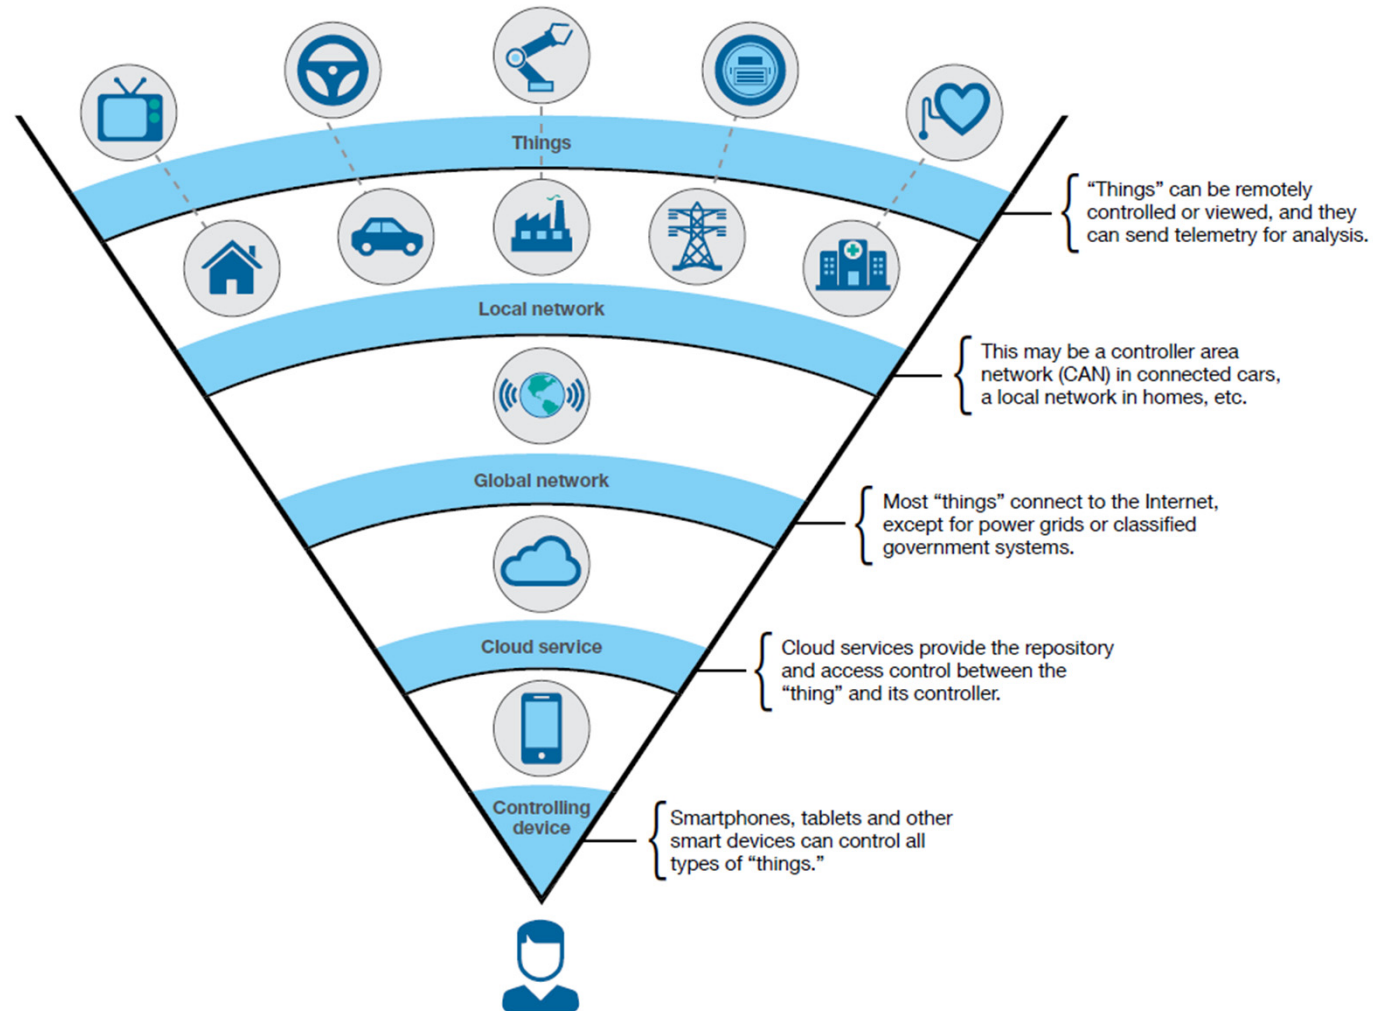 Things
“Things” can be remotely
controlled or viewed, and they
can send telemetry for analysis.
Local network
This may be a controller area
network (CAN) in connected cars,
a local network in homes, etc.
Global network
Most “things” connect to the Internet,
except for power grids or classified
government systems.
Cloud service
Cloud services provide the repository
and access control between the
“thing” and its controller.
Controlling
device
Smartphones, tablets and other
smart devices can control all
types of “things.”